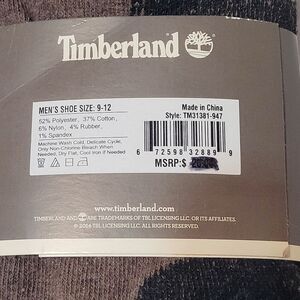 Timberland
MEN'S SHOE SIZE: 9-12
Made in China
Style: TM31381-947
52% Polyester, 37% Cotton,
6% Nylon, 4% Rubber,
1% Spandex
Machine Wash Cold, Delicate Cycle,
Only Non-Chlorine Bleach When
Needed, Dry Flat, Cool Iron if Needed
6 72598 32889 9
MSRP:$
www.timberland.com
TIMBERLAND AND ARE TRADEMARKS OF TBL LICENSING LLC. OR ITS AFFILIATES.
© 2014 TBL LICENSING LLC. ALL RIGHTS RESERVED.